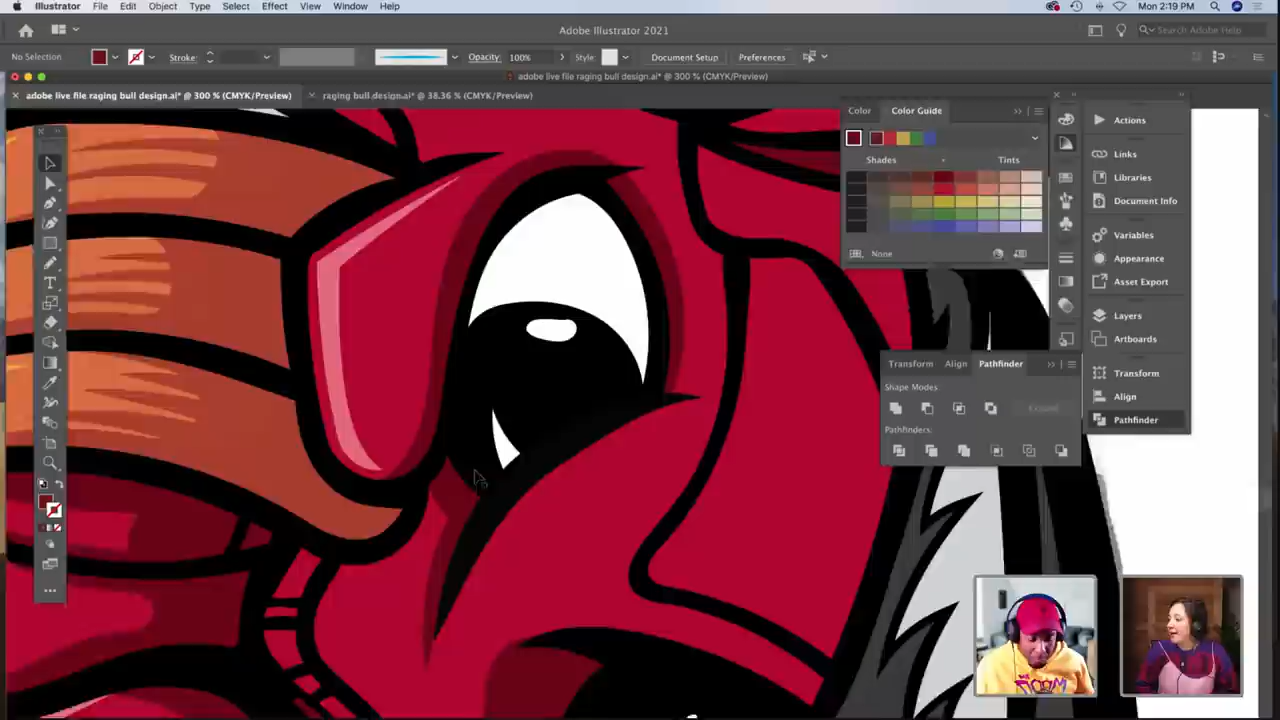 Illustrator File Edit Object Type Select Effect View Window Help Mon 2:19 PM
Adobe Illustrator 2021 Search Adobe Help
No Selection Stroke: Opacity: 100% Style: Document Setup Preferences
adobe live file raging bull design.ai* @ 300 % (CMYK/Preview)
adobe live file raging bull design.ai* @ 300 % (CMYK/Preview) raging bull design.ai* @ 38.36 % (CMYK/Preview)
Color Color Guide
Shades Tints
None
Actions
Links
Libraries
Document Info
Variables
Appearance
Asset Export
Layers
Artboards
Transform
Align
Pathfinder
Transform Align Pathfinder
Shape Modes:
Expand
Pathfinders: